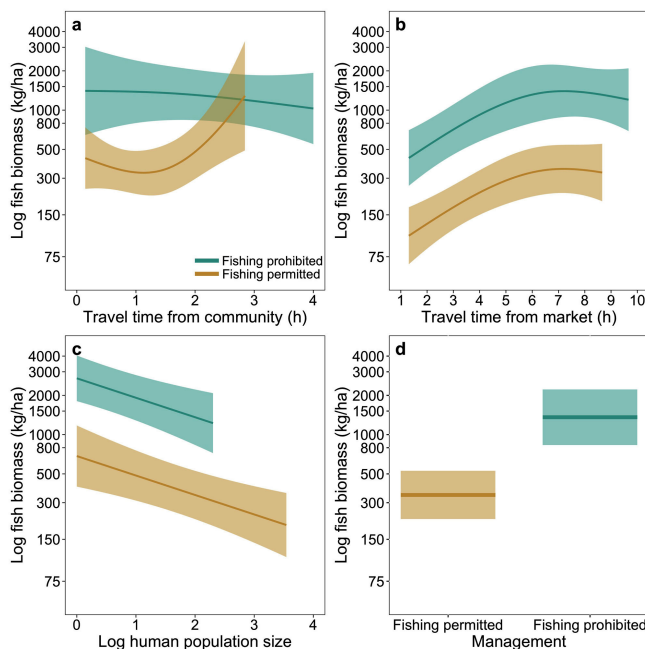 a
4000
3000
2000
1500
1000
800
500
300
150
75
Log fish biomass (kg/ha)
Fishing prohibited
Fishing permitted
0 1 2 3 4
Travel time from community (h)
b
4000
3000
2000
1500
1000
800
500
300
150
75
Log fish biomass (kg/ha)
1 2 3 4 5 6 7 8 9 10
Travel time from market (h)
c
4000
3000
2000
1500
1000
800
500
300
150
75
Log fish biomass (kg/ha)
0 1 2 3 4
Log human population size
d
4000
3000
2000
1500
1000
800
500
300
150
75
Log fish biomass (kg/ha)
Fishing permitted Fishing prohibited
Management